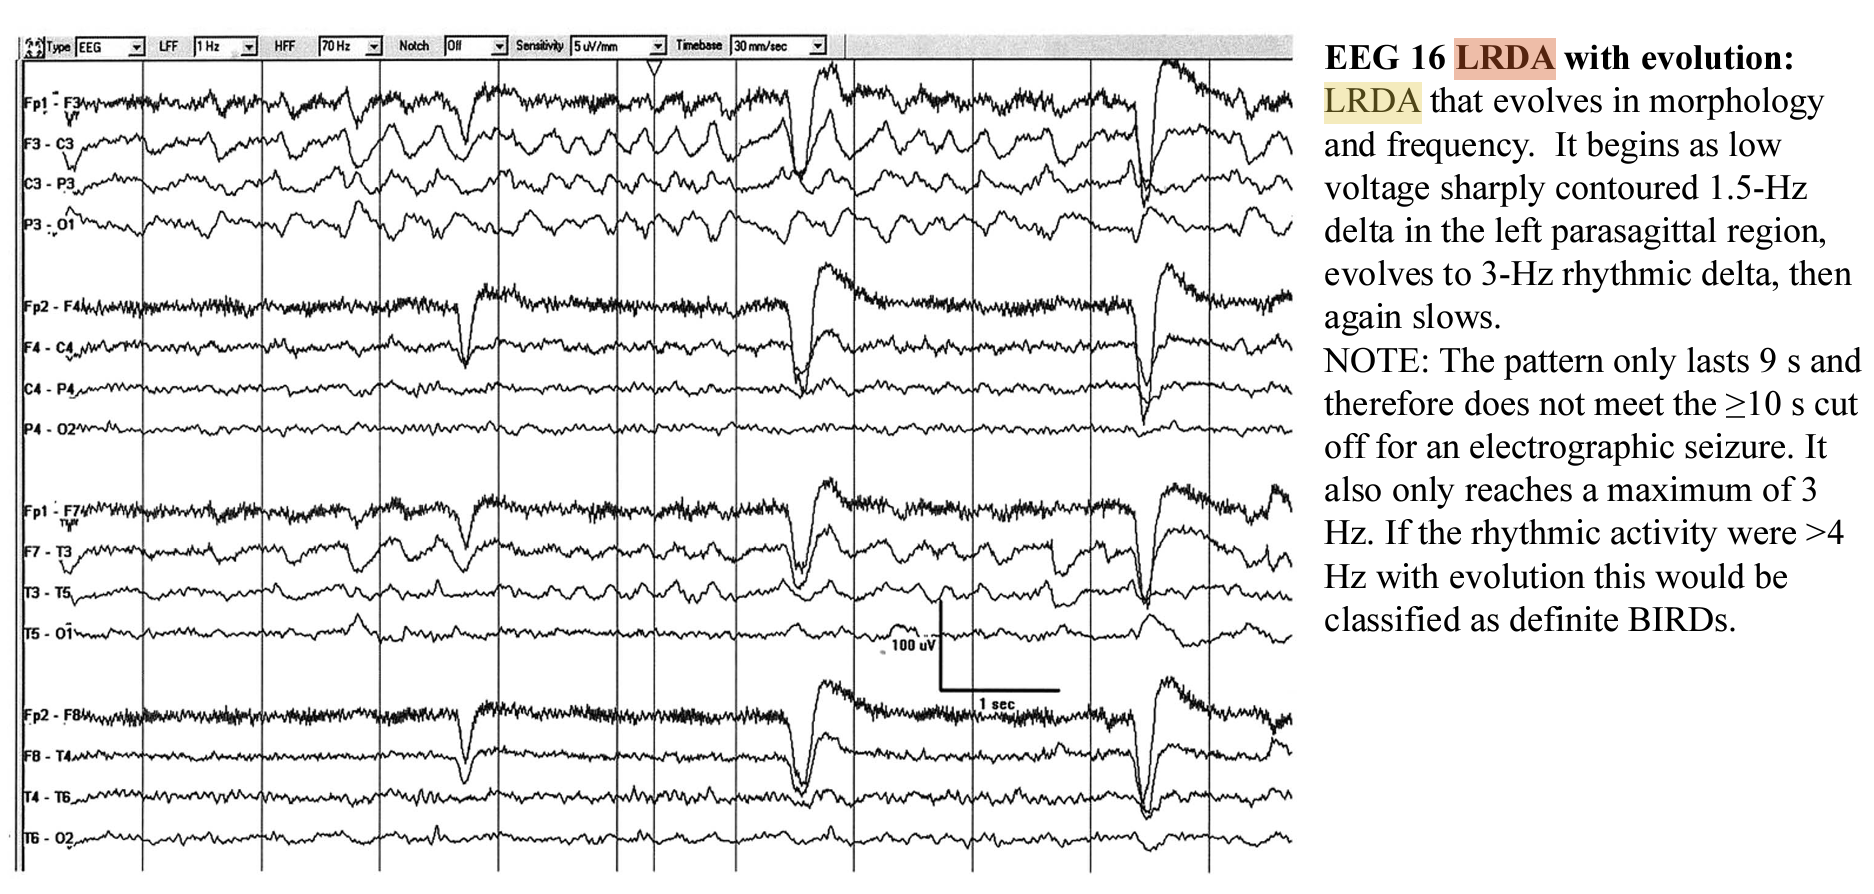 Type EEG LFF 1 Hz HFF 70 Hz Notch Off Sensitivity 5 uV/mm Timebase 30 mm/sec
Fp1 - F3
F3 - C3
C3 - P3
P3 - O1
Fp2 - F4
F4 - C4
C4 - P4
P4 - O2
Fp1 - F7
F7 - T3
T3 - T5
T5 - O1
100 uV
1 sec
Fp2 - F8
F8 - T4
T4 - T6
T6 - O2
EEG 16 LRDA with evolution:
LRDA that evolves in morphology
and frequency. It begins as low
voltage sharply contoured 1.5-Hz
delta in the left parasagittal region,
evolves to 3-Hz rhythmic delta, then
again slows.
NOTE: The pattern only lasts 9 s and
therefore does not meet the ≥10 s cut
off for an electrographic seizure. It
also only reaches a maximum of 3
Hz. If the rhythmic activity were >4
Hz with evolution this would be
classified as definite BIRDs.